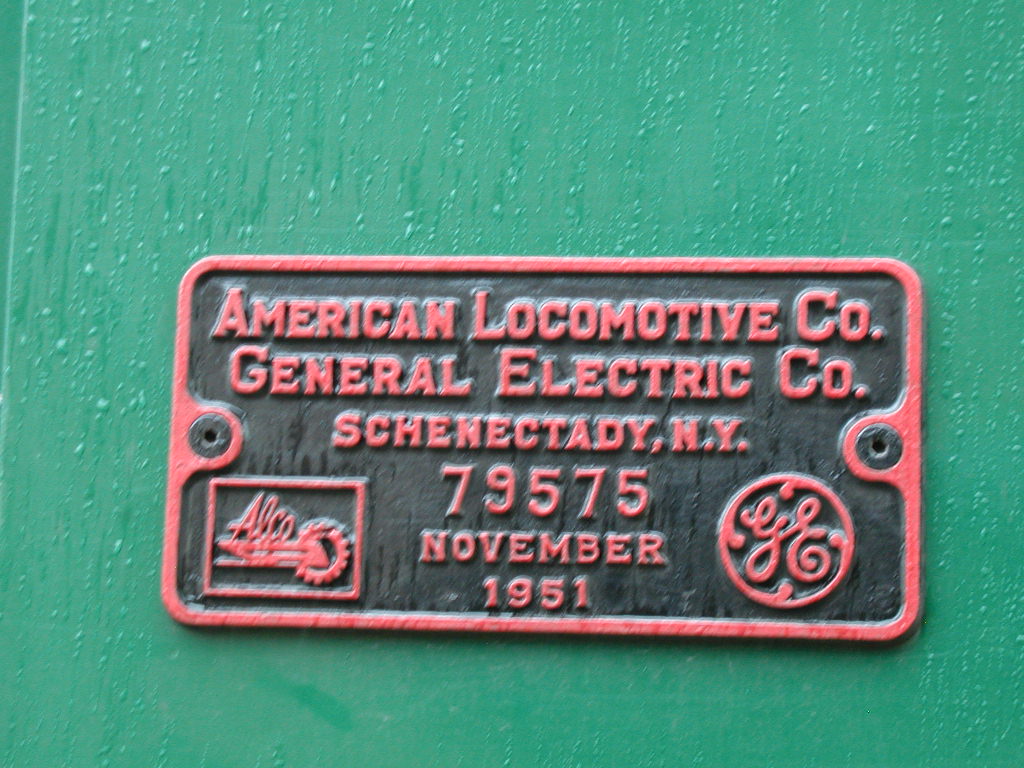 AMERICAN LOCOMOTIVE CO.
GENERAL ELECTRIC CO.
SCHENECTADY, N.Y.
79575
NOVEMBER
1951
Alco
GE